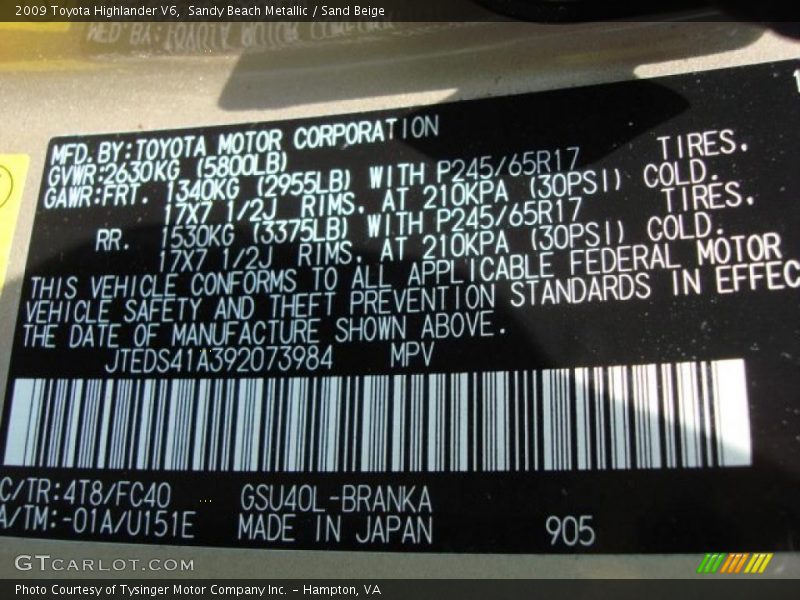 2009 Toyota Highlander V6,  Sandy Beach Metallic / Sand Beige
MFD.BY:TOYOTA MOTOR CORPORATION
GVWR:2630KG (5800LB)
GAWR:FRT. 1340KG (2955LB) WITH P245/65R17 TIRES.
17X7 1/2J RIMS. AT 210KPA (30PSI) COLD.
RR. 1530KG (3375LB) WITH P245/65R17 TIRES.
17X7 1/2J RIMS. AT 210KPA (30PSI) COLD.
THIS VEHICLE CONFORMS TO ALL APPLICABLE FEDERAL MOTOR
VEHICLE SAFETY AND THEFT PREVENTION STANDARDS IN EFFEC
THE DATE OF MANUFACTURE SHOWN ABOVE.
JTEDS41A392073984 MPV
C/TR:4T8/FC40 GSU40L-BRANKA
A/TM:-01A/U151E MADE IN JAPAN 905
GTCARLOT.COM
Photo Courtesy of Tysinger Motor Company Inc. – Hampton, VA